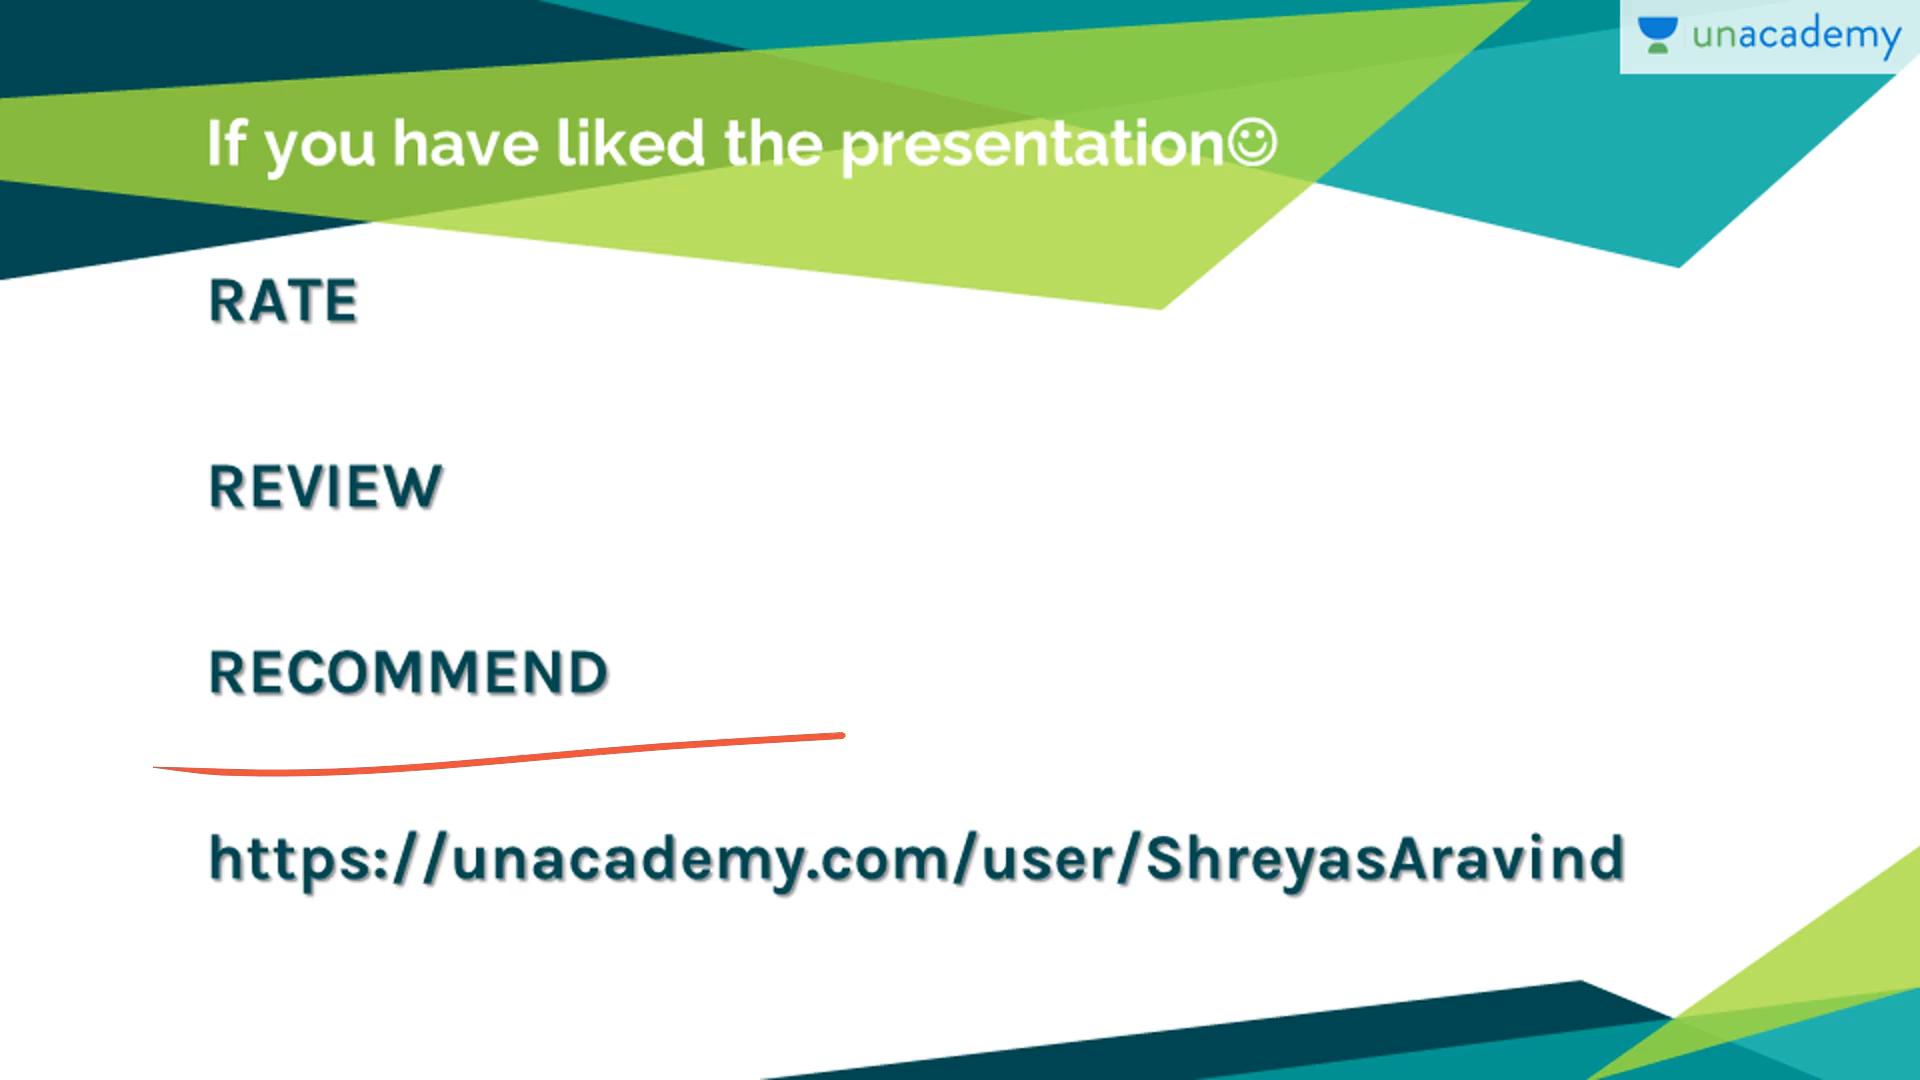 unacademy
If you have liked the presentation☺
RATE
REVIEW
RECOMMEND
https://unacademy.com/user/ShreyasAravind